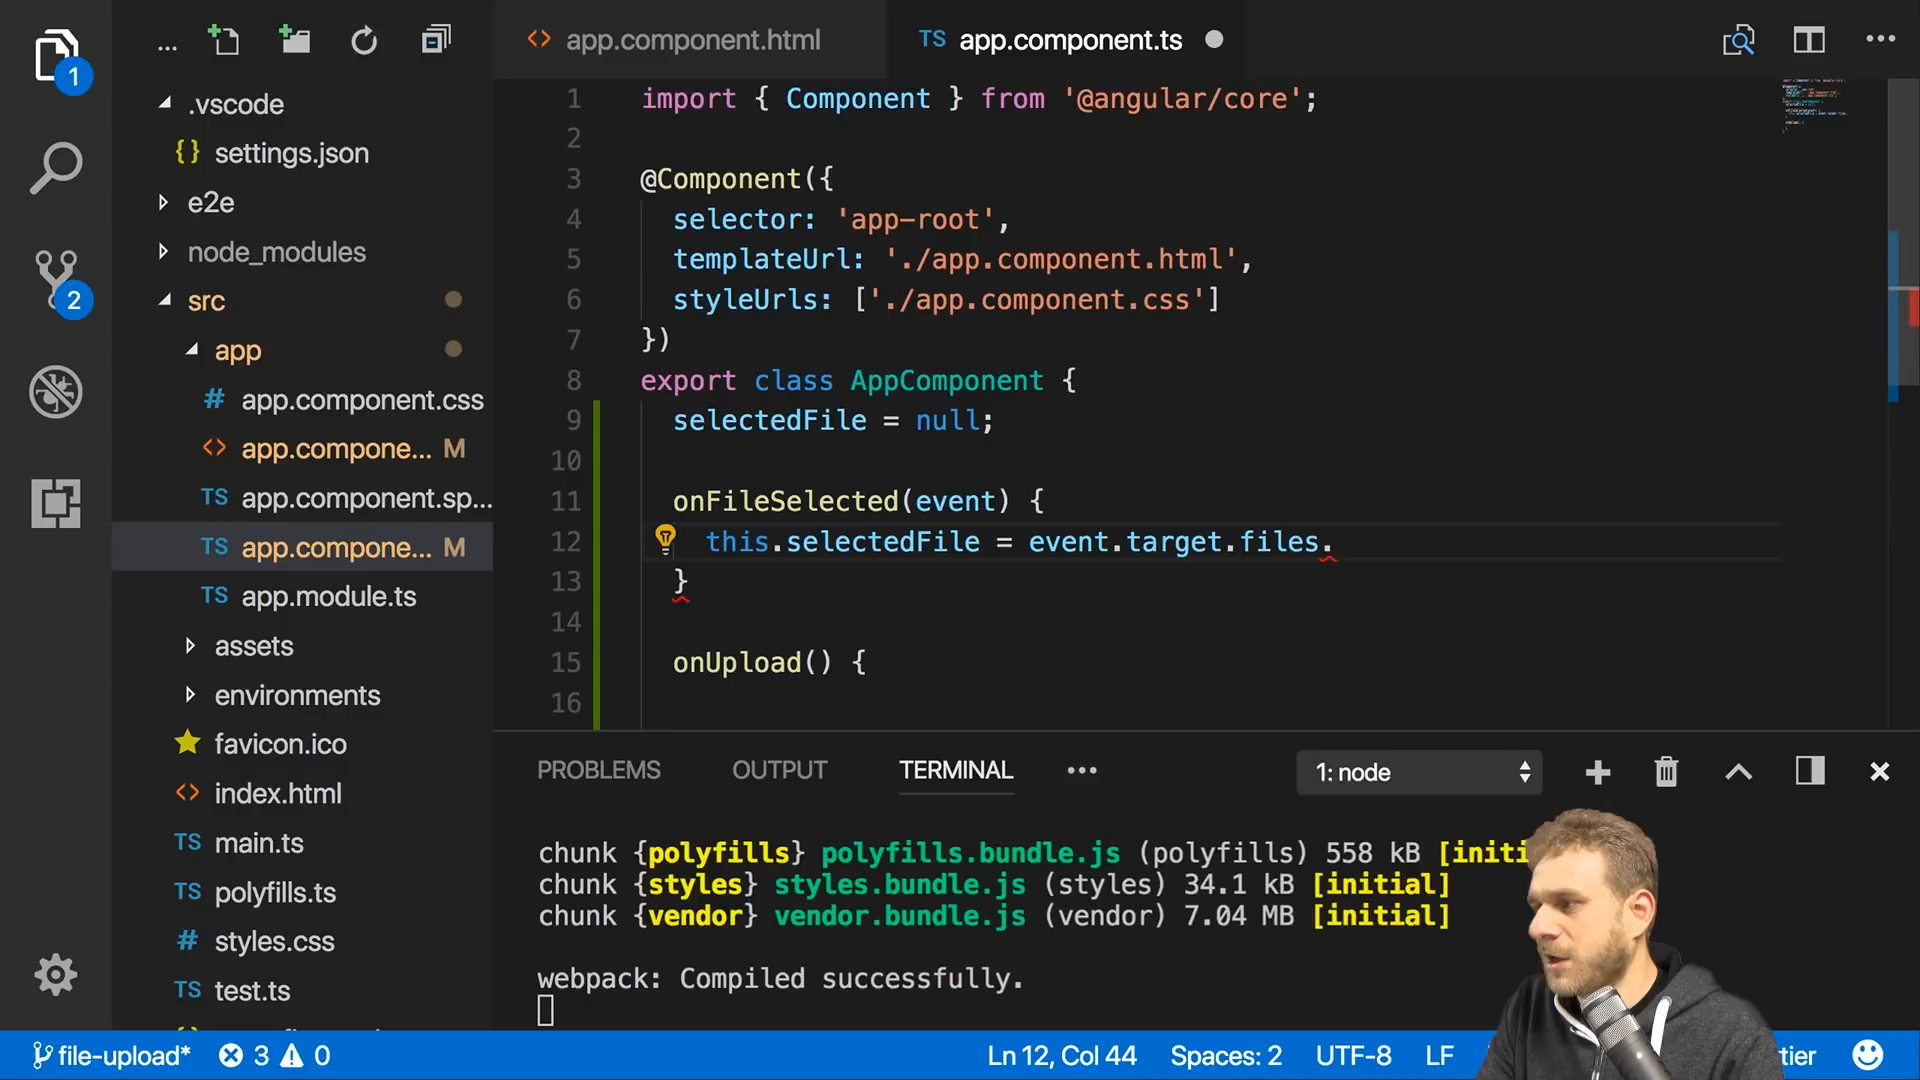 ...
app.component.html
TS app.component.ts
1
.vscode
{} settings.json
e2e
node_modules
src
app
# app.component.css
<> app.compone... M
TS app.component.sp...
TS app.compone... M
TS app.module.ts
assets
environments
favicon.ico
<> index.html
TS main.ts
TS polyfills.ts
# styles.css
TS test.ts
2
1 import { Component } from '@angular/core';
2
3 @Component({
4 selector: 'app-root',
5 templateUrl: './app.component.html',
6 styleUrls: ['./app.component.css']
7 })
8 export class AppComponent {
9 selectedFile = null;
10
11 onFileSelected(event) {
12 this.selectedFile = event.target.files.
13 }
14
15 onUpload() {
16
PROBLEMS OUTPUT TERMINAL ... 1: node
chunk {polyfills} polyfills.bundle.js (polyfills) 558 kB [initi
chunk {styles} styles.bundle.js (styles) 34.1 kB [initial]
chunk {vendor} vendor.bundle.js (vendor) 7.04 MB [initial]
webpack: Compiled successfully.
file-upload* 3 0 Ln 12, Col 44 Spaces: 2 UTF-8 LF tier